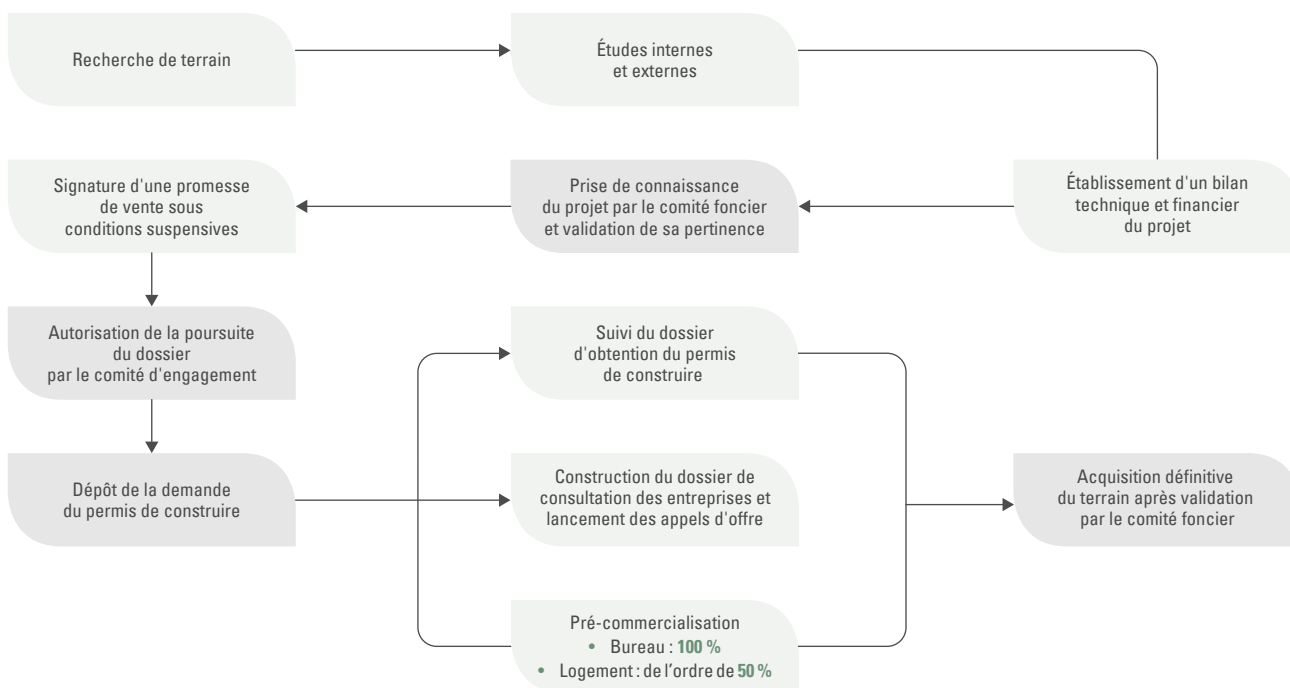 Recherche de terrain
Études internes
et externes
Établissement d'un bilan
technique et financier
du projet
Prise de connaissance
du projet par le comité foncier
et validation de sa pertinence
Signature d'une promesse
de vente sous
conditions suspensives
Autorisation de la poursuite
du dossier
par le comité d'engagement
Dépôt de la demande
du permis de construire
Suivi du dossier
d'obtention du permis
de construire
Construction du dossier de
consultation des entreprises et
lancement des appels d'offre
Pré-commercialisation
• Bureau : 100 %
• Logement : de l'ordre de 50 %
Acquisition définitive
du terrain après validation
par le comité foncier